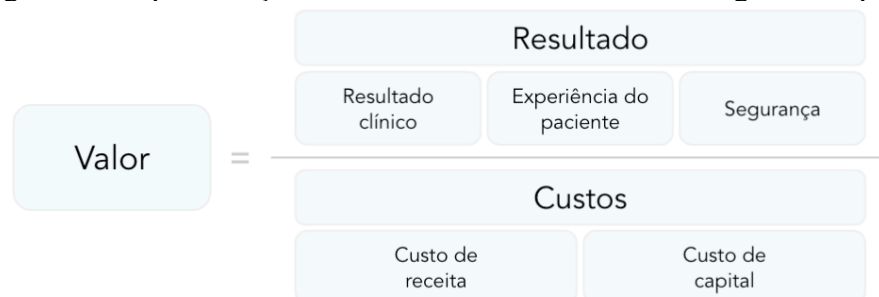 Resultado
Resultado
clínico
Experiência do
paciente
Segurança
Valor
=
Custos
Custo de
receita
Custo de
capital